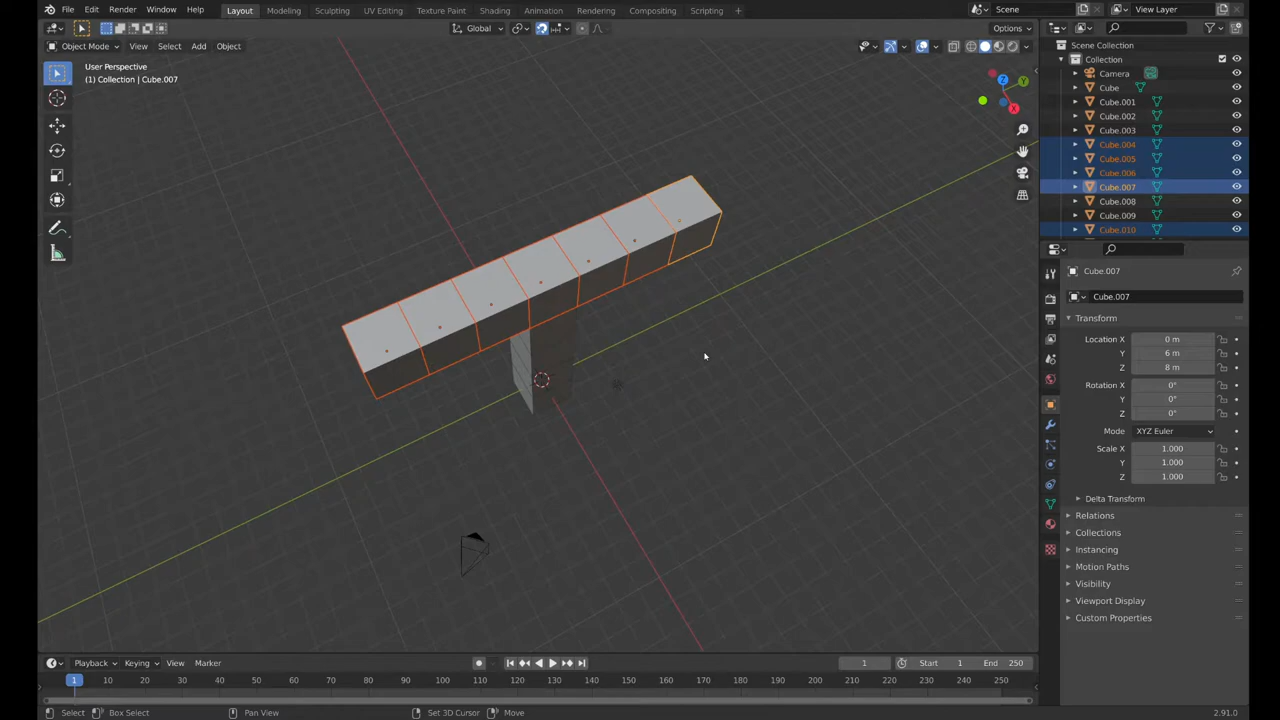 File Edit Render Window Help Layout Modeling Sculpting UV Editing Texture Paint Shading Animation Rendering Compositing Scripting + Scene View Layer
Global Options
Object Mode View Select Add Object
User Perspective
(1) Collection | Cube.007
Z Y X
Scene Collection
Collection
Camera
Cube
Cube.001
Cube.002
Cube.003
Cube.004
Cube.005
Cube.006
Cube.007
Cube.008
Cube.009
Cube.010
Cube.007
Cube.007
Transform
Location X 0 m
Y 6 m
Z 8 m
Rotation X 0°
Y 0°
Z 0°
Mode XYZ Euler
Scale X 1.000
Y 1.000
Z 1.000
Delta Transform
Relations
Collections
Instancing
Motion Paths
Visibility
Viewport Display
Custom Properties
Playback Keying View Marker 1 Start 1 End 250
1 10 20 30 40 50 60 70 80 90 100 110 120 130 140 150 160 170 180 190 200 210 220 230 240 250
Select Box Select Pan View Set 3D Cursor Move 2.91.0